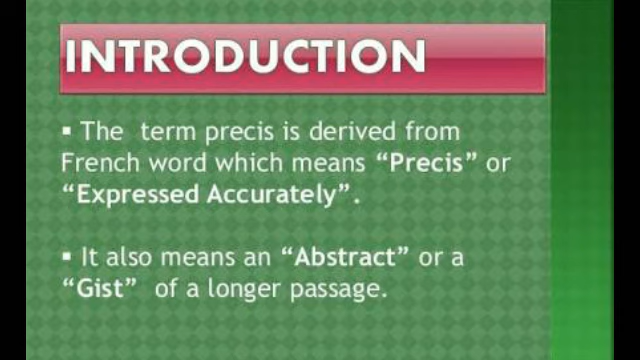 INTRODUCTION
▪ The term precis is derived from
French word which means “Precis” or
“Expressed Accurately”.
▪ It also means an “Abstract” or a
“Gist” of a longer passage.